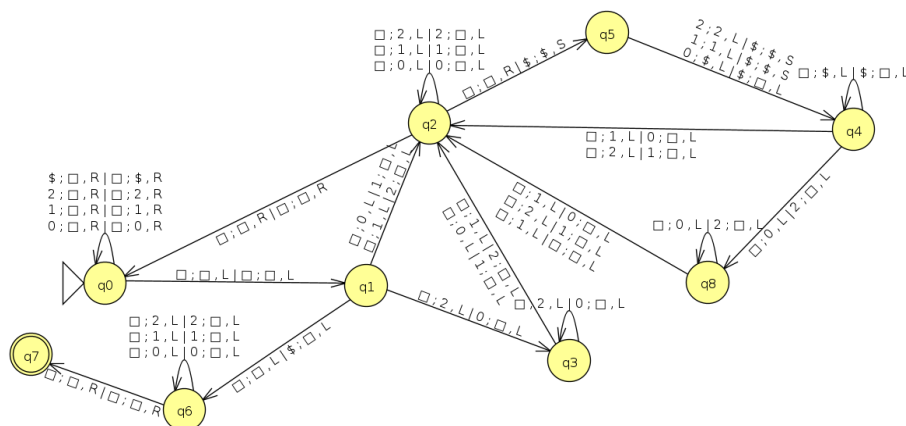 q5
□;2,L|2;□,L
□;1,L|1;□,L
□;0,L|0;□,L
□;□,R|$;$,S
2;2,L|$;$,S
1;1,L|$;$,S
0;$,L|$;□,L
□;$,L|$;□,L
q2
q4
□;1,L|0;□,L
□;2,L|1;□,L
$;□,R|□;$,R
2;□,R|□;2,R
1;□,R|□;1,R
0;□,R|□;0,R
□;□,R|□;□,R
□;0,L|1;□,L
□;1,L|2;□,L
□;1,L|2;□,L
□;0,L|1;□,L
□;1,L|0;□,L
□;2,L|1;□,L
□;0,L|2;□,L
□;0,L|2;□,L
q0
□;□,L|□;□,L
q1
q8
□;2,L|0;□,L
□;2,L|0;□,L
□;2,L|2;□,L
□;1,L|1;□,L
□;0,L|0;□,L
□;□,L|$;□,L
q3
q7
□;□,R|□;□,R
q6